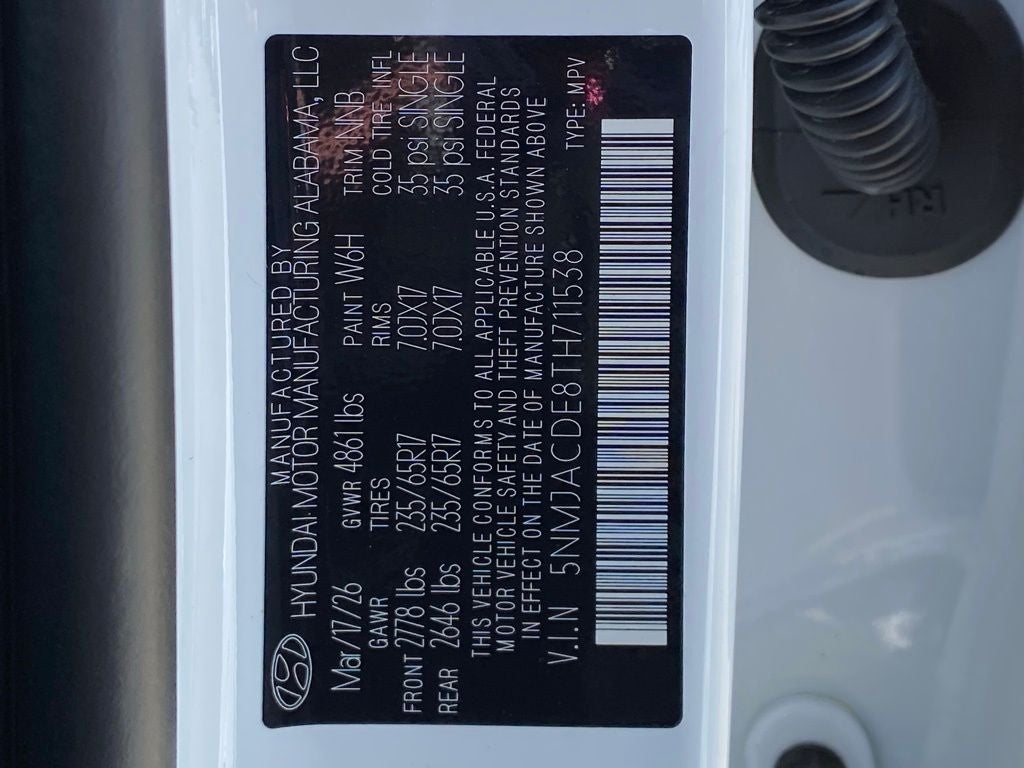 MANUFACTURED BY
HYUNDAI MOTOR MANUFACTURING ALABAMA, LLC
Mar/17/26 GVWR 4861 lbs PAINT W6H TRIM NNB
GAWR TIRES RIMS COLD TIRE INFL
FRONT 2778 lbs 235/65R17 7.0JX17 35 psi SINGLE
REAR 2646 lbs 235/65R17 7.0JX17 35 psi SINGLE
THIS VEHICLE CONFORMS TO ALL APPLICABLE U.S.A. FEDERAL
MOTOR VEHICLE SAFETY AND THEFT PREVENTION STANDARDS
IN EFFECT ON THE DATE OF MANUFACTURE SHOWN ABOVE
V.I.N 5NMJACDE8TH711538 TYPE: MPV